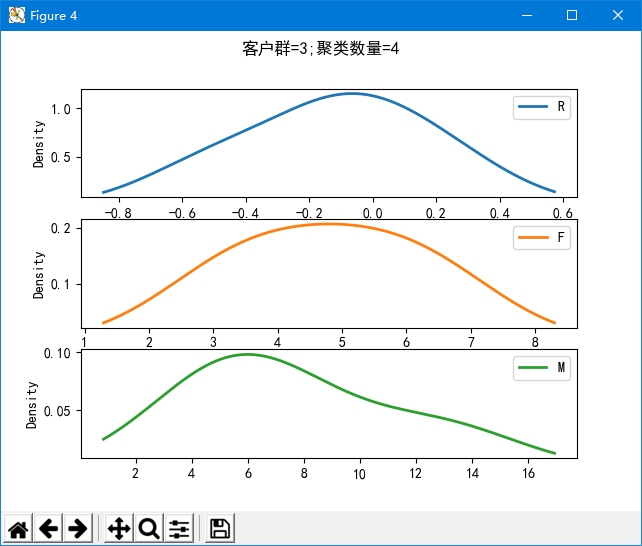 Figure 4
客户群=3;聚类数量=4
1.0
0.5
Density
R
-0.8 -0.6 -0.4 -0.2 0.0 0.2 0.4 0.6
0.2
0.1
Density
F
1 2 3 4 5 6 7 8
0.10
0.05
Density
M
2 4 6 8 10 12 14 16